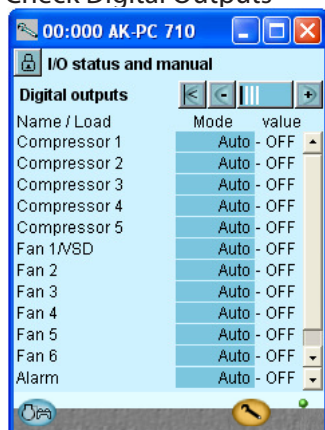 Check Digital Outputs
00:000 AK-PC 710
I/O status and manual
Digital outputs
Name / Load Mode value
Compressor 1 Auto - OFF
Compressor 2 Auto - OFF
Compressor 3 Auto - OFF
Compressor 4 Auto - OFF
Compressor 5 Auto - OFF
Fan 1/VSD Auto - OFF
Fan 2 Auto - OFF
Fan 3 Auto - OFF
Fan 4 Auto - OFF
Fan 5 Auto - OFF
Fan 6 Auto - OFF
Alarm Auto - OFF